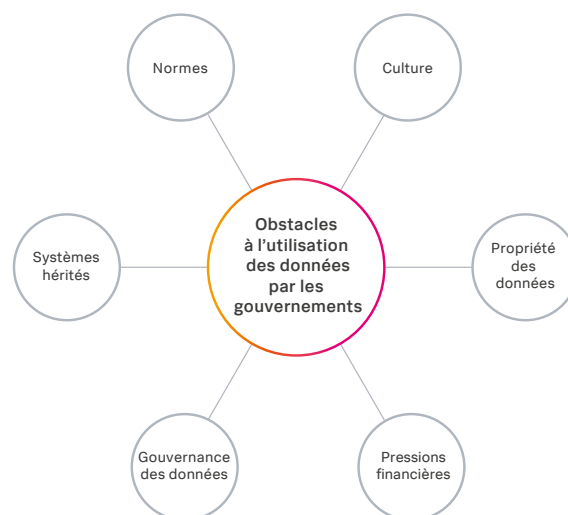 Normes
Culture
Obstacles
à l’utilisation
des données
par les
gouvernements
Systèmes
hérités
Propriété
des
données
Gouvernance
des données
Pressions
financières